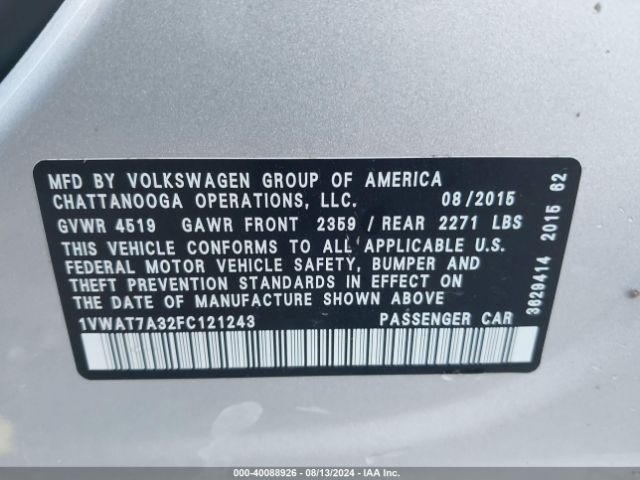 MFD BY VOLKSWAGEN GROUP OF AMERICA
CHATTANOOGA OPERATIONS, LLC. 08/2015
GVWR 4519 GAWR FRONT 2359 / REAR 2271 LBS
THIS VEHICLE CONFORMS TO ALL APPLICABLE U.S.
FEDERAL MOTOR VEHICLE SAFETY, BUMPER AND
THEFT PREVENTION STANDARDS IN EFFECT ON
THE DATE OF MANUFACTURE SHOWN ABOVE
1VWAT7A32FC121243 PASSENGER CAR
3629414 2015 62
000-40088926 - 08/13/2024 - IAA Inc.